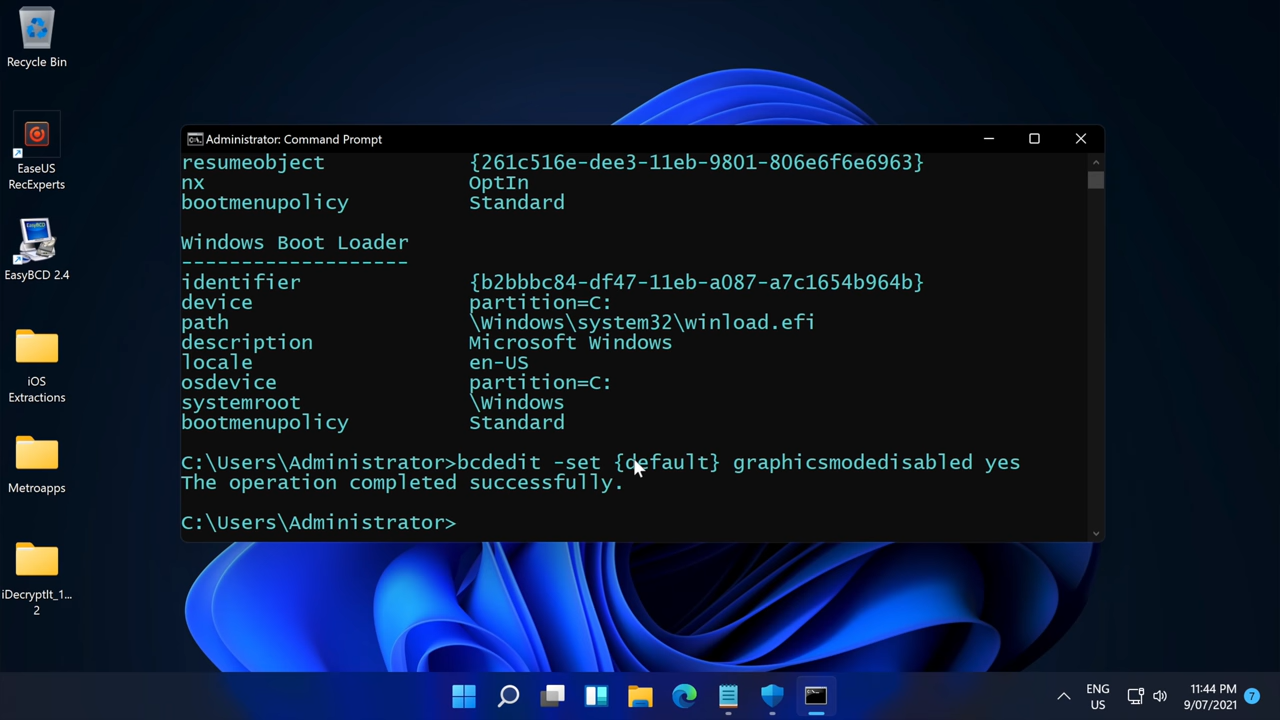 Recycle Bin
EaseUS
RecExperts
EasyBCD 2.4
iOS
Extractions
Metroapps
iDecryptIt_1...
2
Administrator: Command Prompt
resumeobject {261c516e-dee3-11eb-9801-806e6f6e6963}
nx OptIn
bootmenupolicy Standard
Windows Boot Loader
-------------------
identifier {b2bbbc84-df47-11eb-a087-a7c1654b964b}
device partition=C:
path \Windows\system32\winload.efi
description Microsoft Windows
locale en-US
osdevice partition=C:
systemroot \Windows
bootmenupolicy Standard
C:\Users\Administrator>bcdedit -set {default} graphicsmodedisabled yes
The operation completed successfully.
C:\Users\Administrator>
ENG
US
11:44 PM
9/07/2021
7